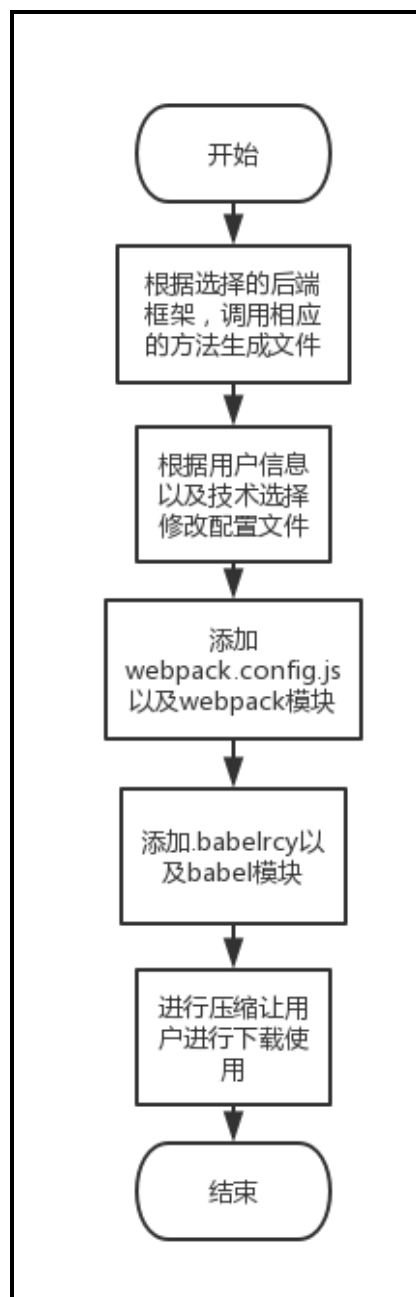 开始
根据选择的后端
框架，调用相应
的方法生成文件
根据用户信息
以及技术选择
修改配置文件
添加
webpack.config.js
以及webpack模块
添加.babelrcy以
及babel模块
进行压缩让用
户进行下载使
用
结束